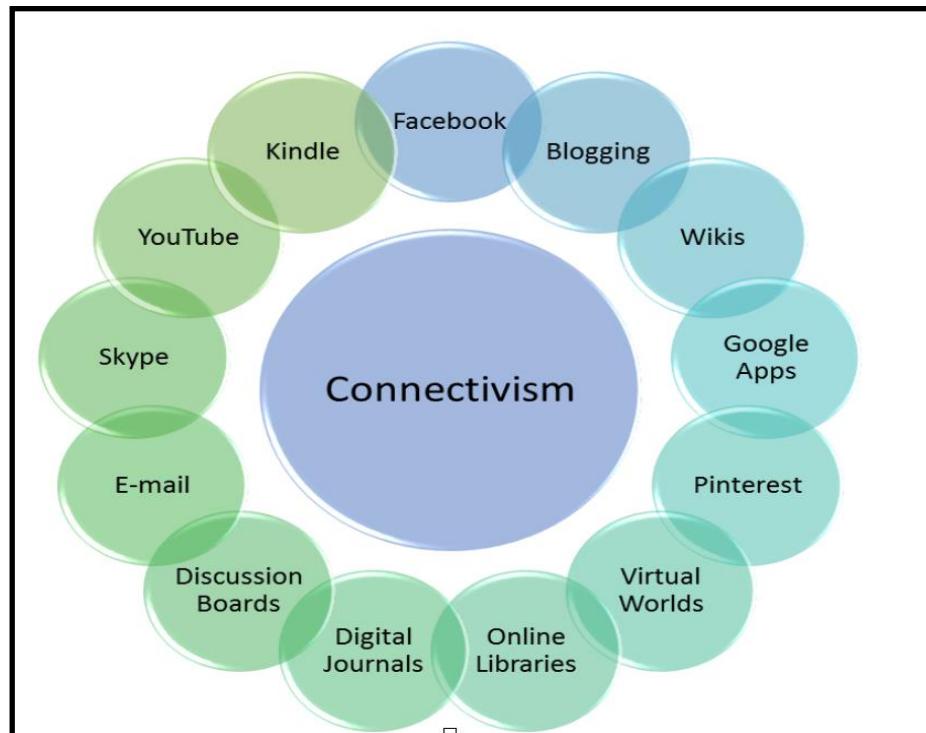 Facebook
Blogging
Wikis
Google
Apps
Pinterest
Virtual
Worlds
Online
Libraries
Digital
Journals
Discussion
Boards
E-mail
Skype
YouTube
Kindle
Connectivism